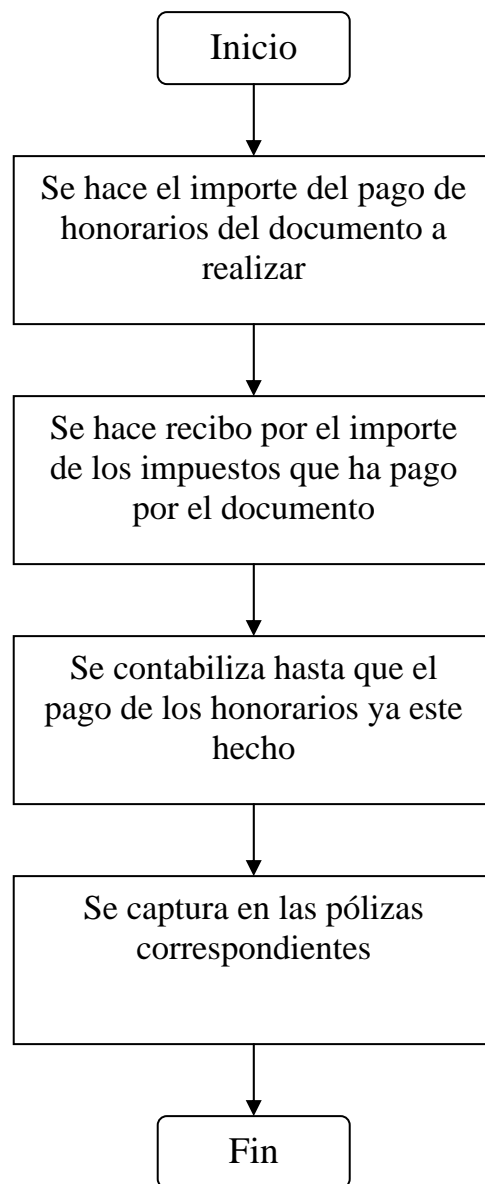 Inicio
Se hace el importe del pago de
honorarios del documento a
realizar
Se hace recibo por el importe
de los impuestos que ha pago
por el documento
Se contabiliza hasta que el
pago de los honorarios ya este
hecho
Se captura en las pólizas
correspondientes
Fin